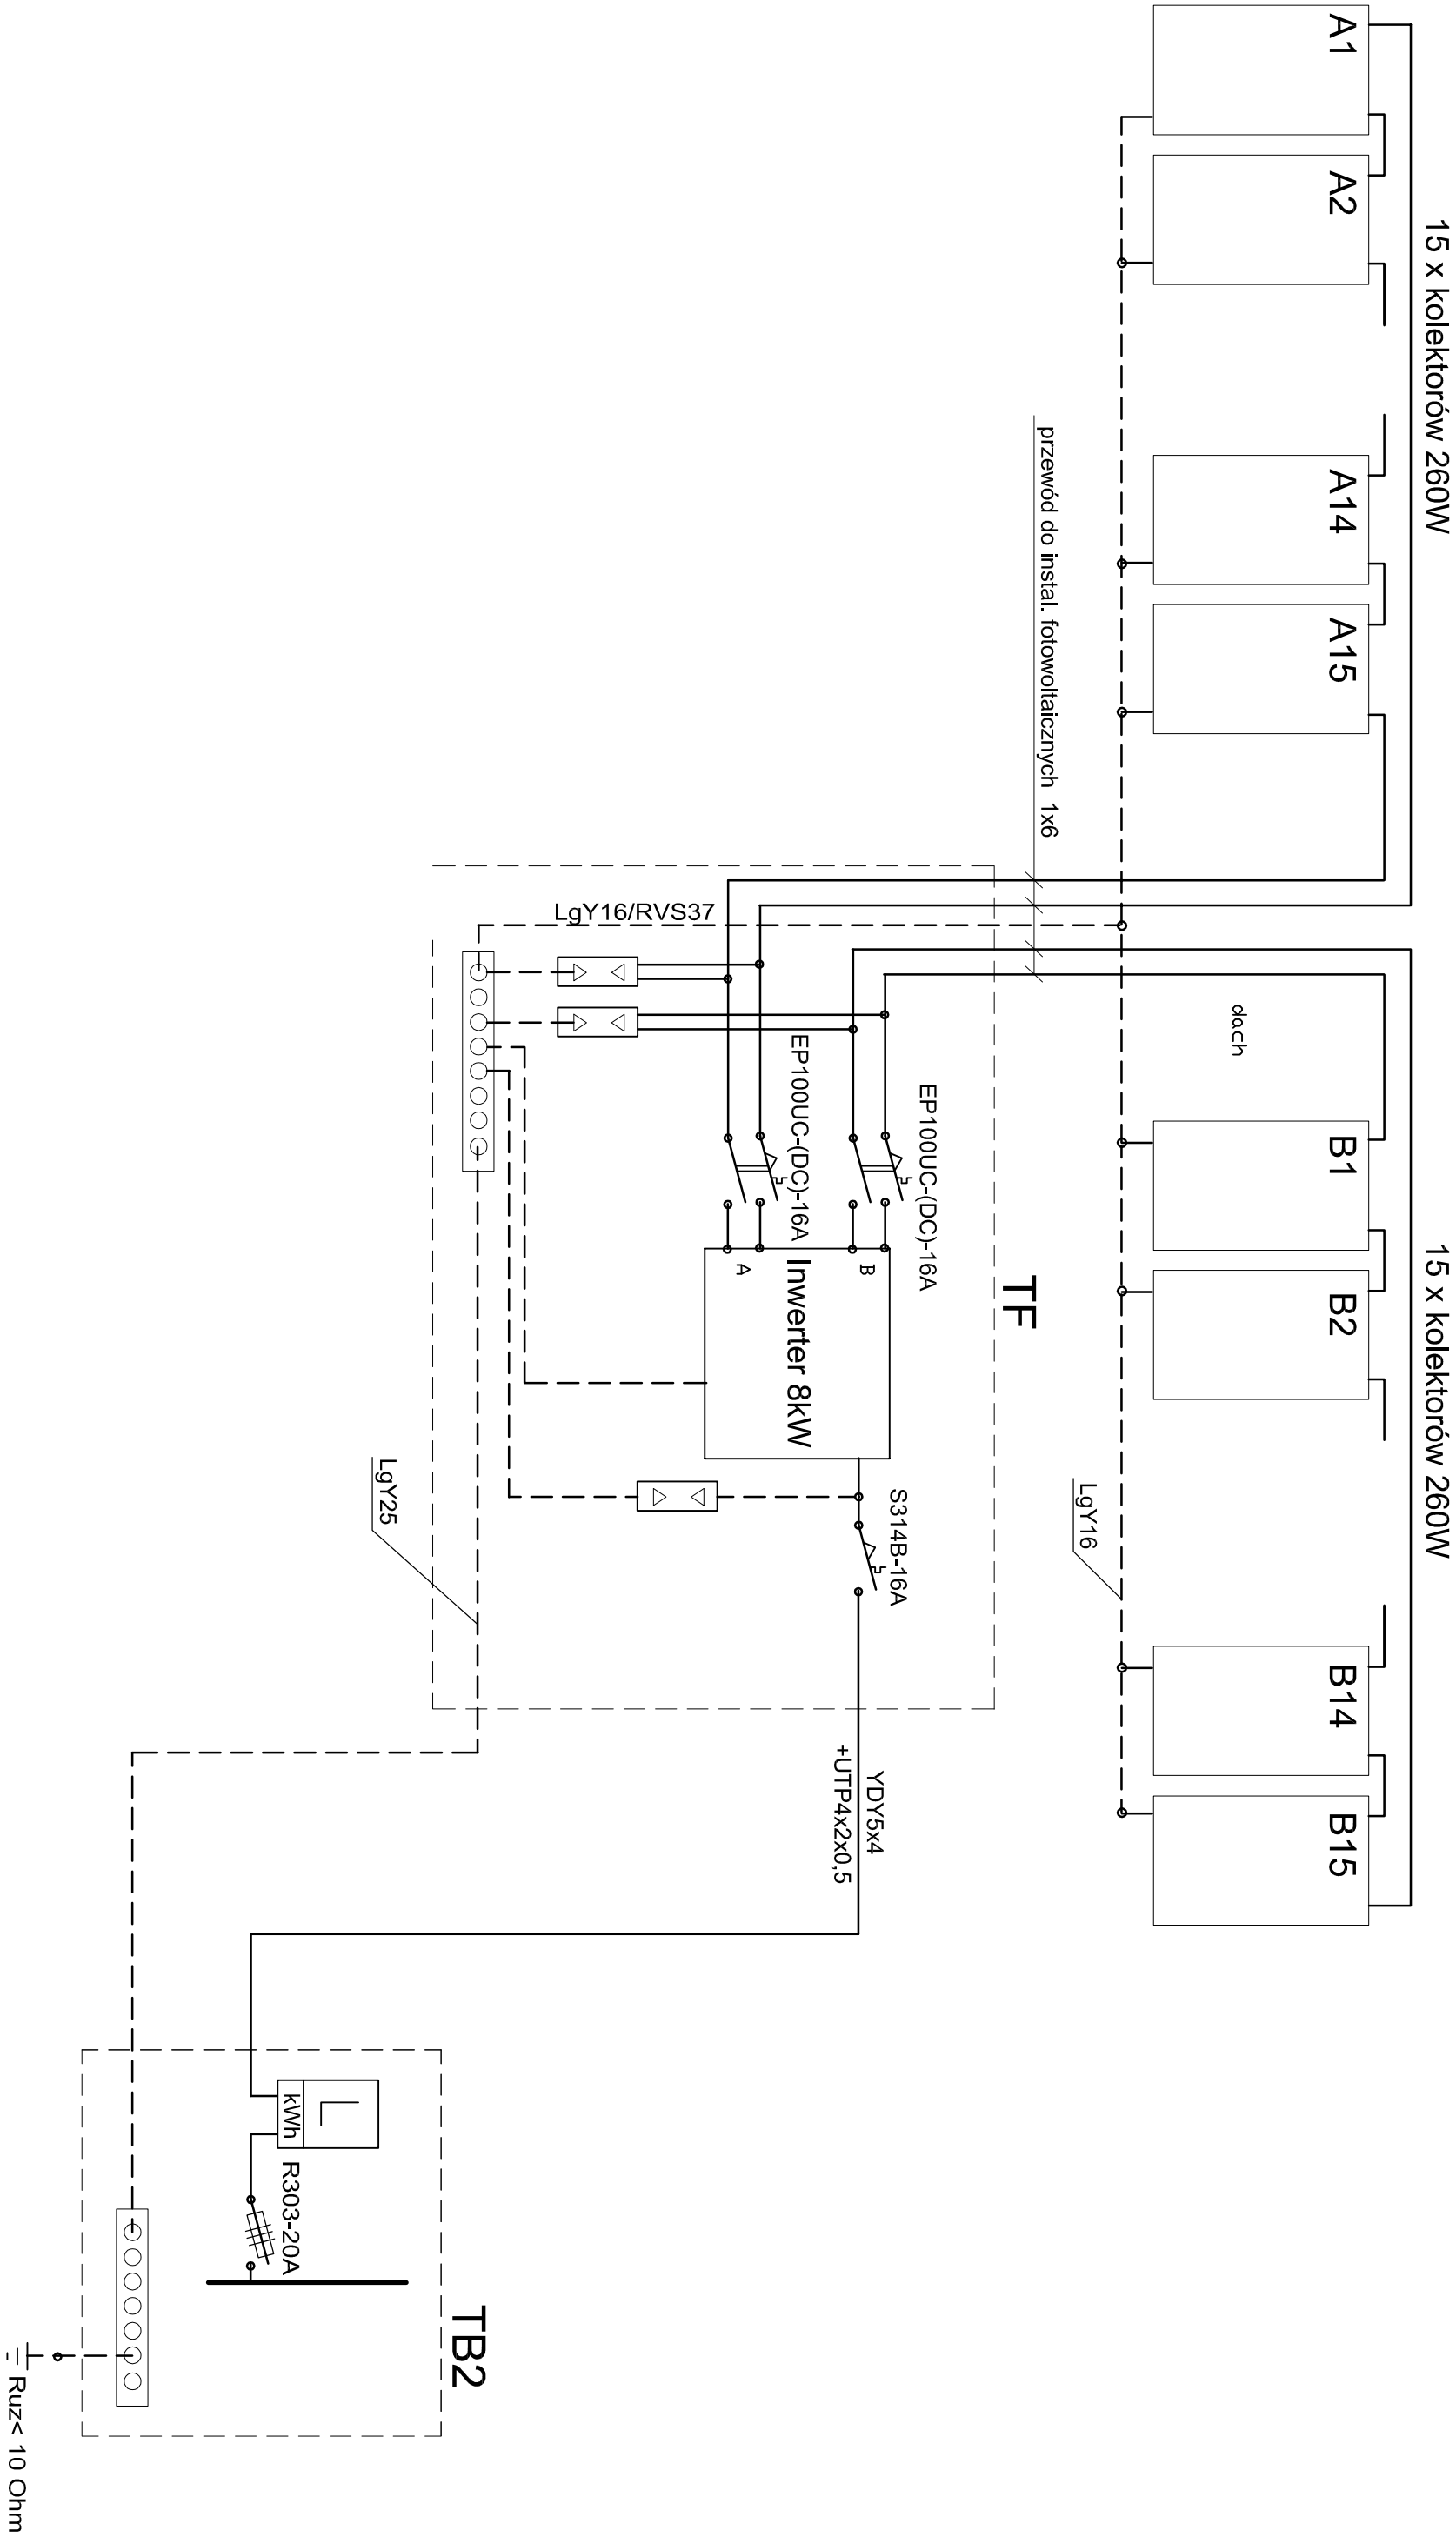 15 x kolektorów 260W
15 x kolektorów 260W
A1
A2
A14
A15
B1
B2
B14
B15
dach
LgY16
przewód do instal. fotowoltaicznych 1x6
TF
LgY16/RVS37
EP100UC-(DC)-16A
EP100UC-(DC)-16A
B
A
Inwerter 8kW
S314B-16A
LgY25
YDY5x4
+UTP4x2x0,5
TB2
kWh
R303-20A
Ruz< 10 Ohm